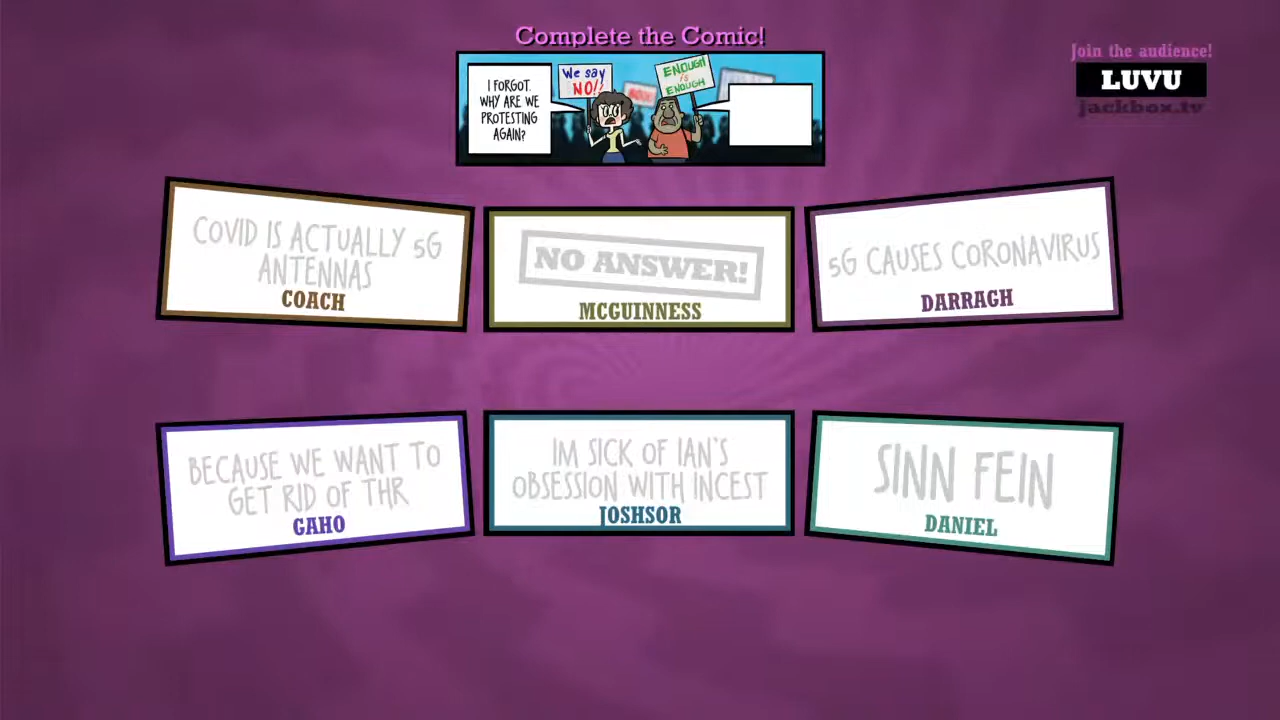 Complete the Comic!
Join the audience!
LUVU
jackbox.tv
I FORGOT.
WHY ARE WE
PROTESTING
AGAIN?
We say
NO!!
ENOUGH
IS
ENOUGH
COVID IS ACTUALLY 5G
ANTENNAS
COACH
NO ANSWER!
MCGUINNESS
5G CAUSES CORONAVIRUS
DARRAGH
BECAUSE WE WANT TO
GET RID OF THR
GAHO
IM SICK OF IAN'S
OBSESSION WITH INCEST
JOSHSOR
SINN FEIN
DANIEL